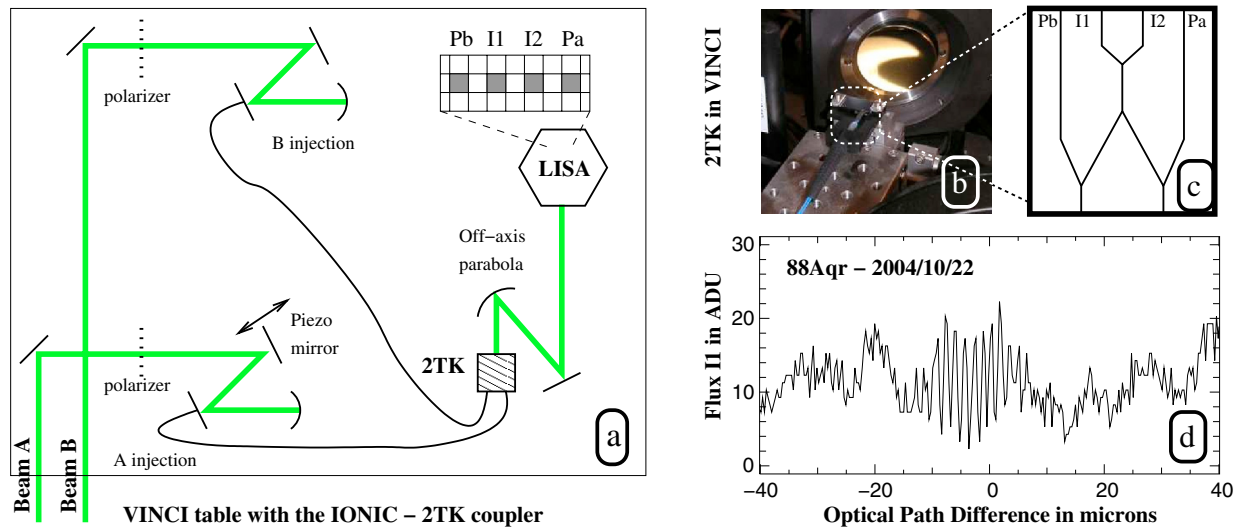 Pb I1 I2 Pa
polarizer
B injection
LISA
Off−axis
parabola
Piezo
mirror
2TK
polarizer
A injection
Beam A
Beam B
a
VINCI table with the IONIC − 2TK coupler
2TK in VINCI
b
Pb I1 I2 Pa
c
88Aqr − 2004/10/22
Flux I1 in ADU
30
20
10
0
d
−40 −20 0 20 40
Optical Path Difference in microns